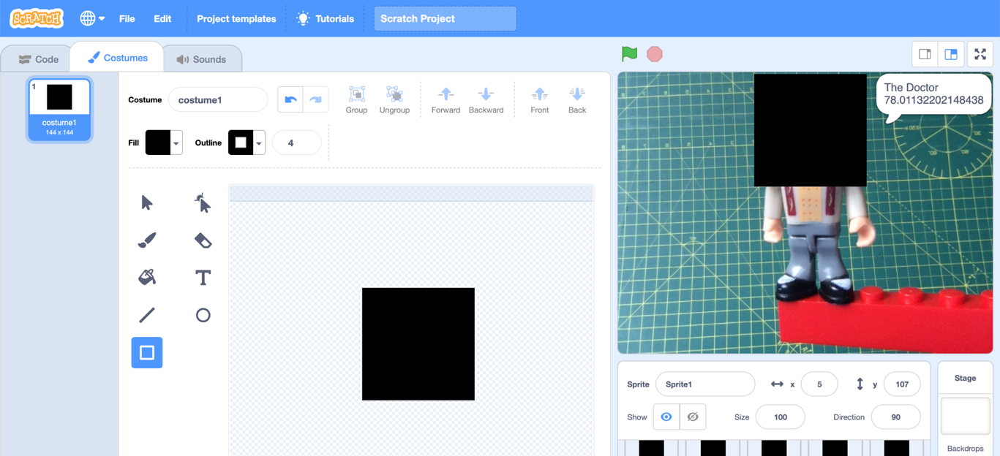 SCRATCH
File
Edit
Project templates
Tutorials
Scratch Project
Code
Costumes
Sounds
1
costume1
144 x 144
Costume
costume1
Group
Ungroup
Forward
Backward
Front
Back
Fill
Outline
4
T
The Doctor
78.01132202148438
Sprite
Sprite1
x
5
y
107
Show
Size
100
Direction
90
Stage
Backdrops